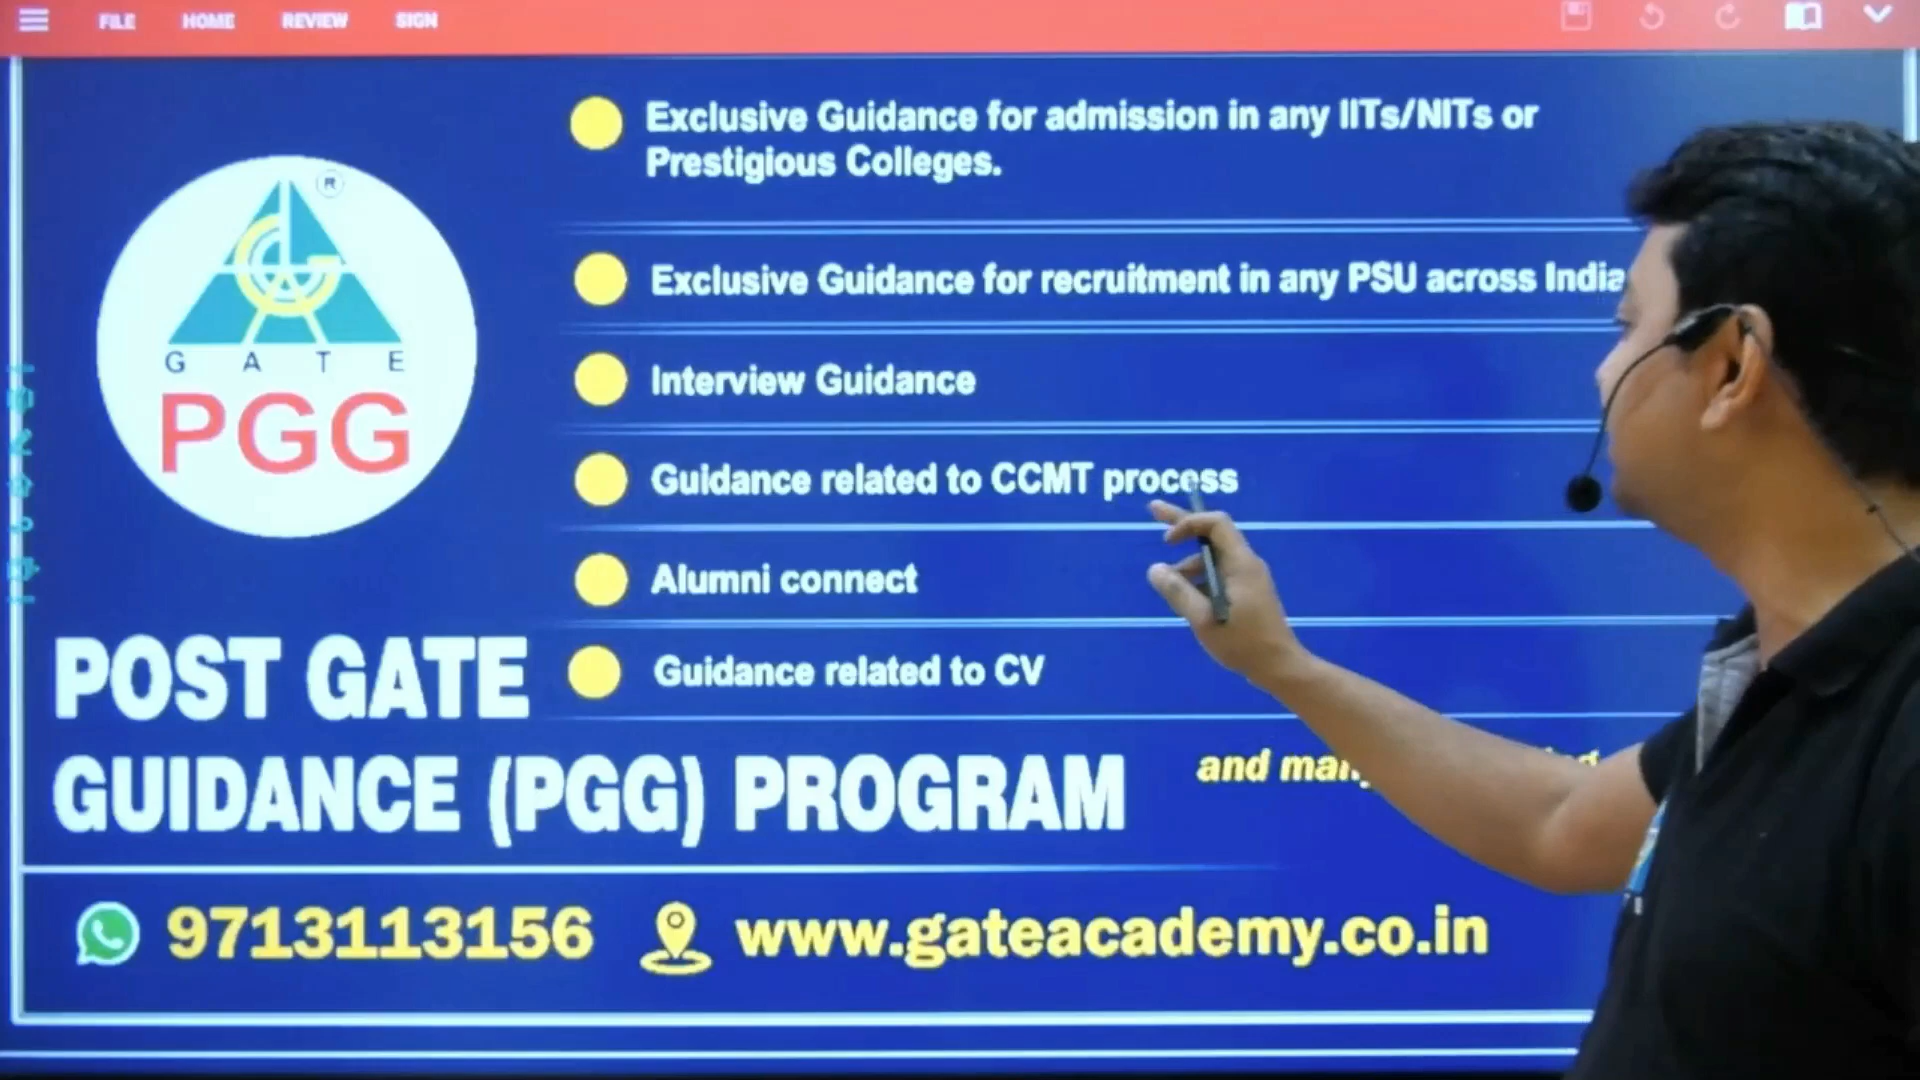 FILE HOME REVIEW SIGN
Exclusive Guidance for admission in any IITs/NITs or
Prestigious Colleges.
Exclusive Guidance for recruitment in any PSU across India
Interview Guidance
Guidance related to CCMT process
Alumni connect
Guidance related to CV
®
G A T E
PGG
POST GATE
GUIDANCE (PGG) PROGRAM
and
9713113156
www.gateacademy.co.in